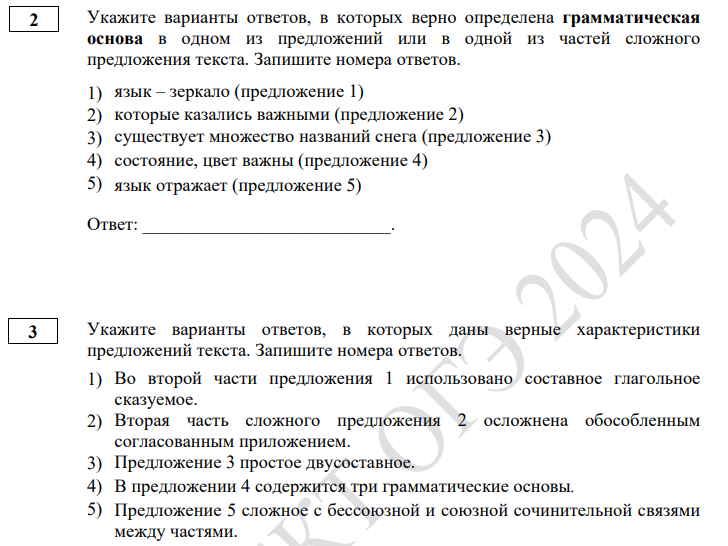 2
Укажите варианты ответов, в которых верно определена грамматическая
основа в одном из предложений или в одной из частей сложного
предложения текста. Запишите номера ответов.
1) язык – зеркало (предложение 1)
2) которые казались важными (предложение 2)
3) существует множество названий снега (предложение 3)
4) состояние, цвет важны (предложение 4)
5) язык отражает (предложение 5)
Ответ: ____________________________.
3
Укажите варианты ответов, в которых даны верные характеристики
предложений текста. Запишите номера ответов.
1) Во второй части предложения 1 использовано составное глагольное
сказуемое.
2) Вторая часть сложного предложения 2 осложнена обособленным
согласованным приложением.
3) Предложение 3 простое двусоставное.
4) В предложении 4 содержится три грамматические основы.
5) Предложение 5 сложное с бессоюзной и союзной сочинительной связями
между частями.
ЕКТ ОГЭ 2024